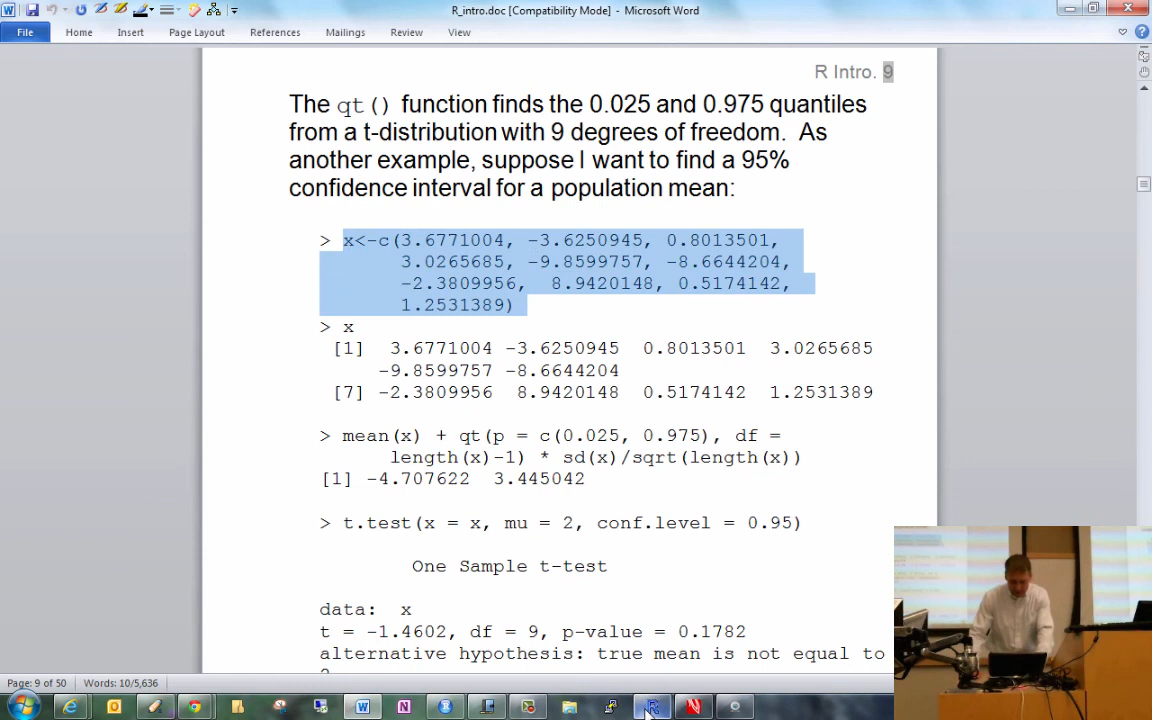 R_intro.doc [Compatibility Mode] - Microsoft Word
File Home Insert Page Layout References Mailings Review View
R Intro. 9
The qt() function finds the 0.025 and 0.975 quantiles
from a t-distribution with 9 degrees of freedom. As
another example, suppose I want to find a 95%
confidence interval for a population mean:
> x<-c(3.6771004, -3.6250945, 0.8013501,
3.0265685, -9.8599757, -8.6644204,
-2.3809956, 8.9420148, 0.5174142,
1.2531389)
> x
[1] 3.6771004 -3.6250945 0.8013501 3.0265685
-9.8599757 -8.6644204
[7] -2.3809956 8.9420148 0.5174142 1.2531389
> mean(x) + qt(p = c(0.025, 0.975), df =
length(x)-1) * sd(x)/sqrt(length(x))
[1] -4.707622 3.445042
> t.test(x = x, mu = 2, conf.level = 0.95)
One Sample t-test
data: x
t = -1.4602, df = 9, p-value = 0.1782
alternative hypothesis: true mean is not equal to
Page: 9 of 50 Words: 10/5,636